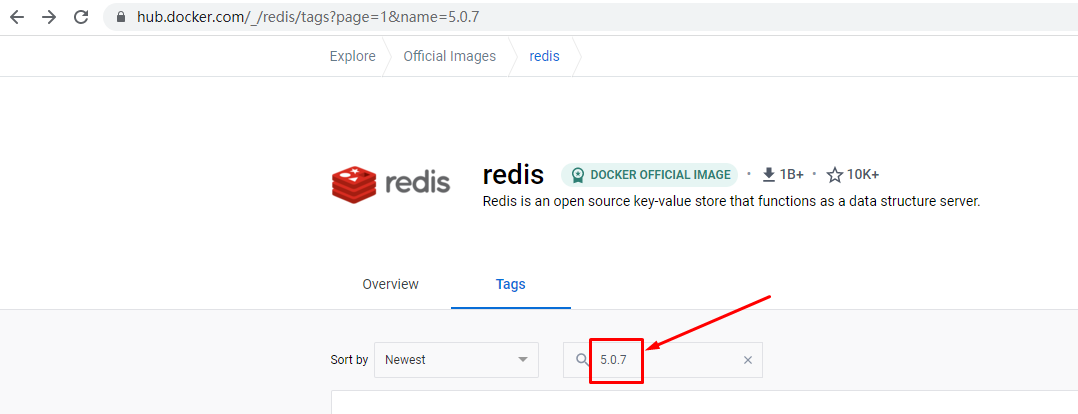 hub.docker.com/_/redis/tags?page=1&name=5.0.7
Explore Official Images redis
redis
redis DOCKER OFFICIAL IMAGE • 1B+ • 10K+
Redis is an open source key-value store that functions as a data structure server.
Overview Tags
Sort by Newest 5.0.7